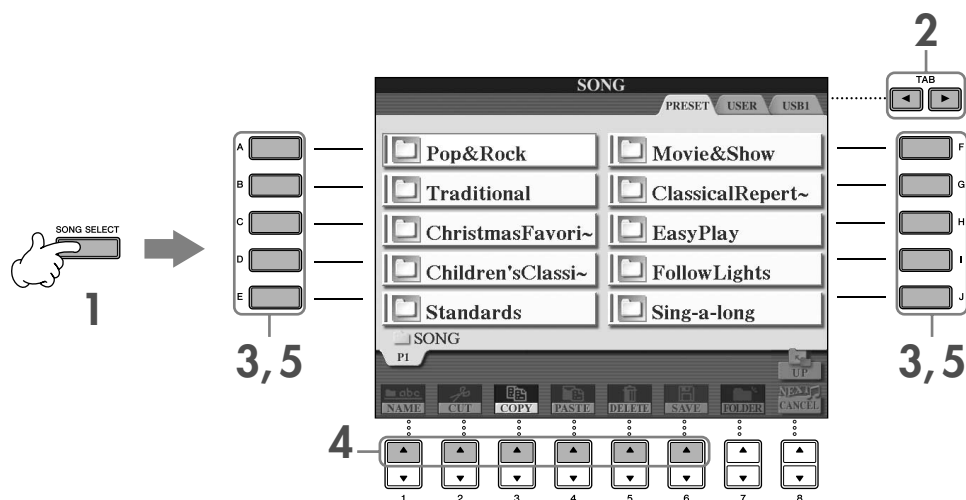 2
TAB
SONG
PRESET USER USB1
A Pop&Rock Movie&Show F
B Traditional ClassicalRepert~ G
C ChristmasFavori~ EasyPlay H
D Children'sClassi~ FollowLights I
E Standards Sing-a-long J
SONG SELECT
1
3, 5
3, 5
SONG
P1
UP
abc
NEXT
NAME CUT COPY PASTE DELETE SAVE FOLDER CANCEL
4
1 2 3 4 5 6 7 8